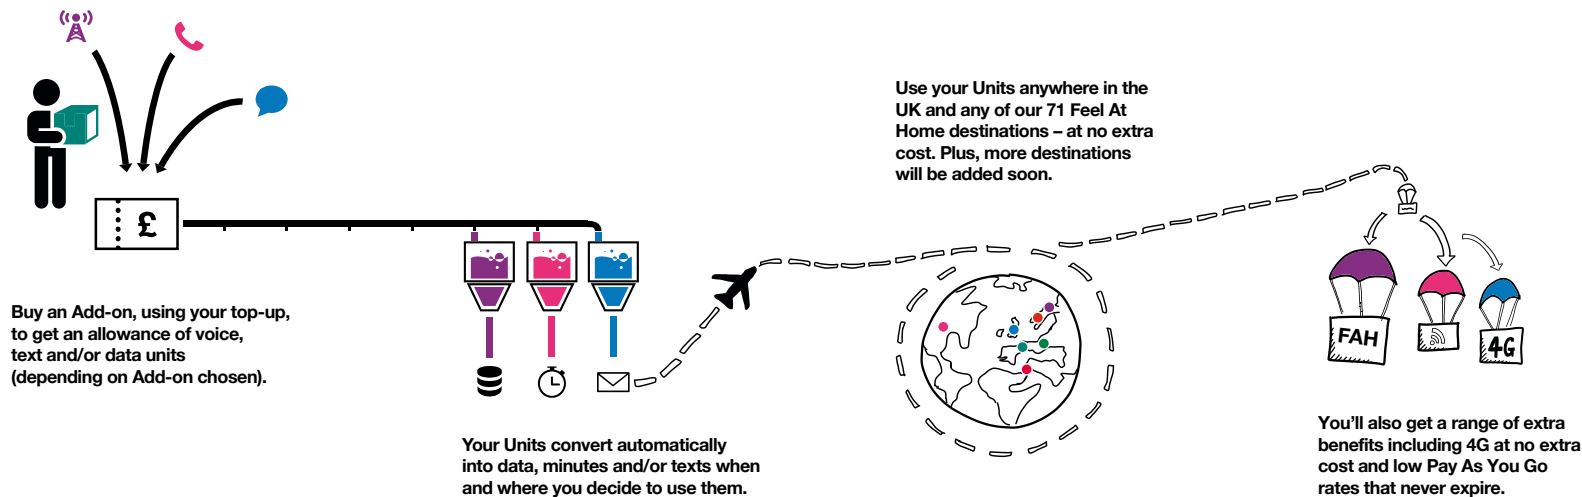 £
Buy an Add-on, using your top-up,
to get an allowance of voice,
text and/or data units
(depending on Add-on chosen).
Your Units convert automatically
into data, minutes and/or texts when
and where you decide to use them.
Use your Units anywhere in the
UK and any of our 71 Feel At
Home destinations – at no extra
cost. Plus, more destinations
will be added soon.
FAH
4G
You’ll also get a range of extra
benefits including 4G at no extra
cost and low Pay As You Go
rates that never expire.